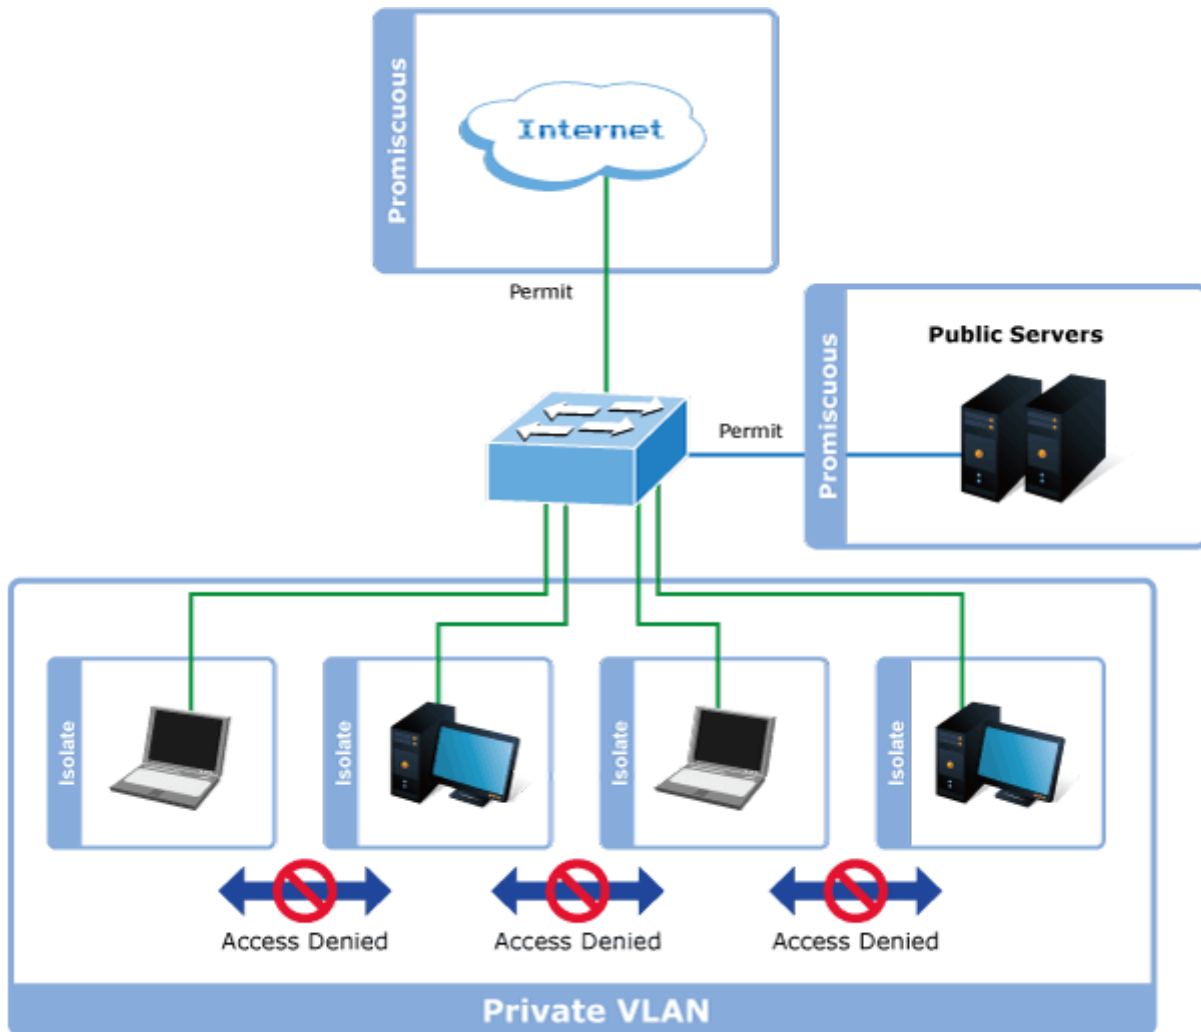 Promiscuous
Internet
Permit
Promiscuous
Public Servers
Permit
Isolate
Isolate
Isolate
Isolate
Access Denied
Access Denied
Access Denied
Private VLAN